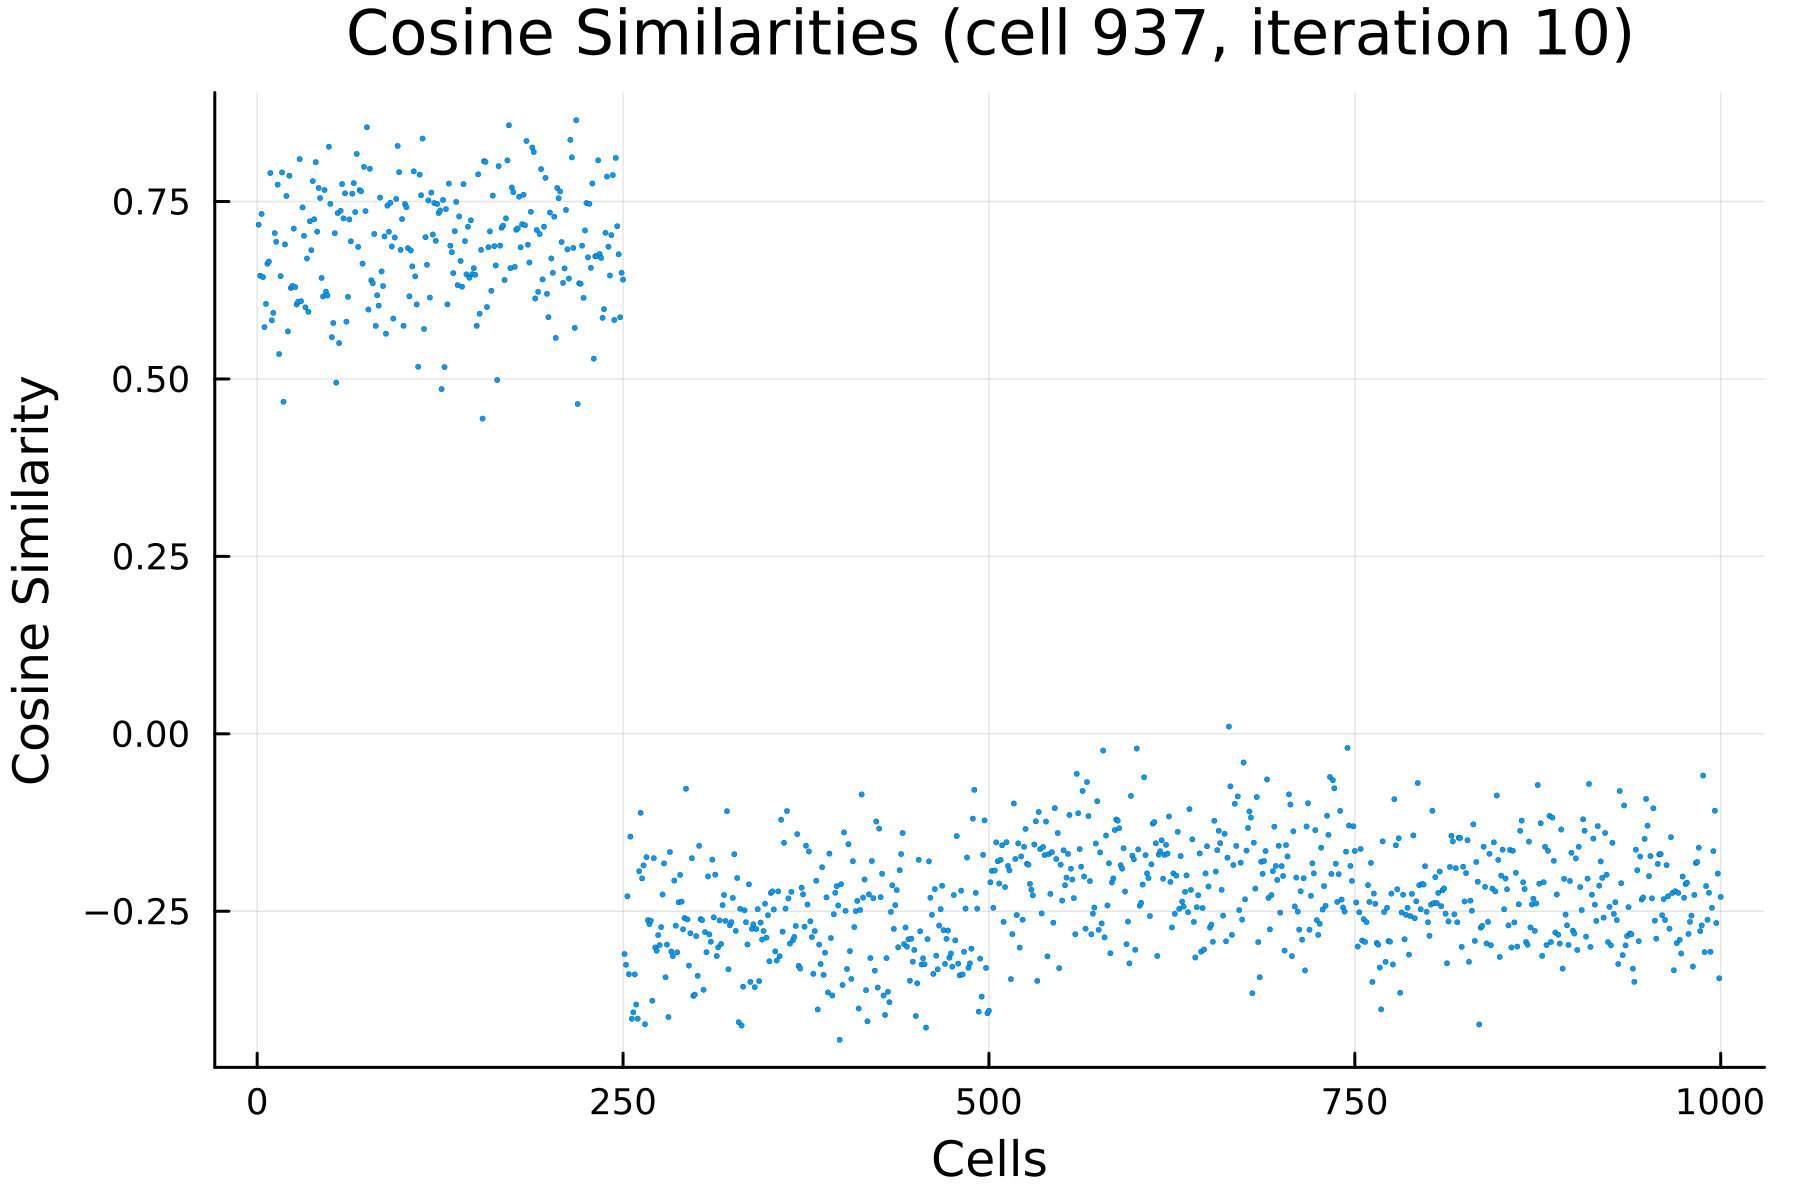 Cosine Similarities (cell 937, iteration 10)
Cosine Similarity
0.75
0.50
0.25
0.00
−0.25
0 250 500 750 1000
Cells